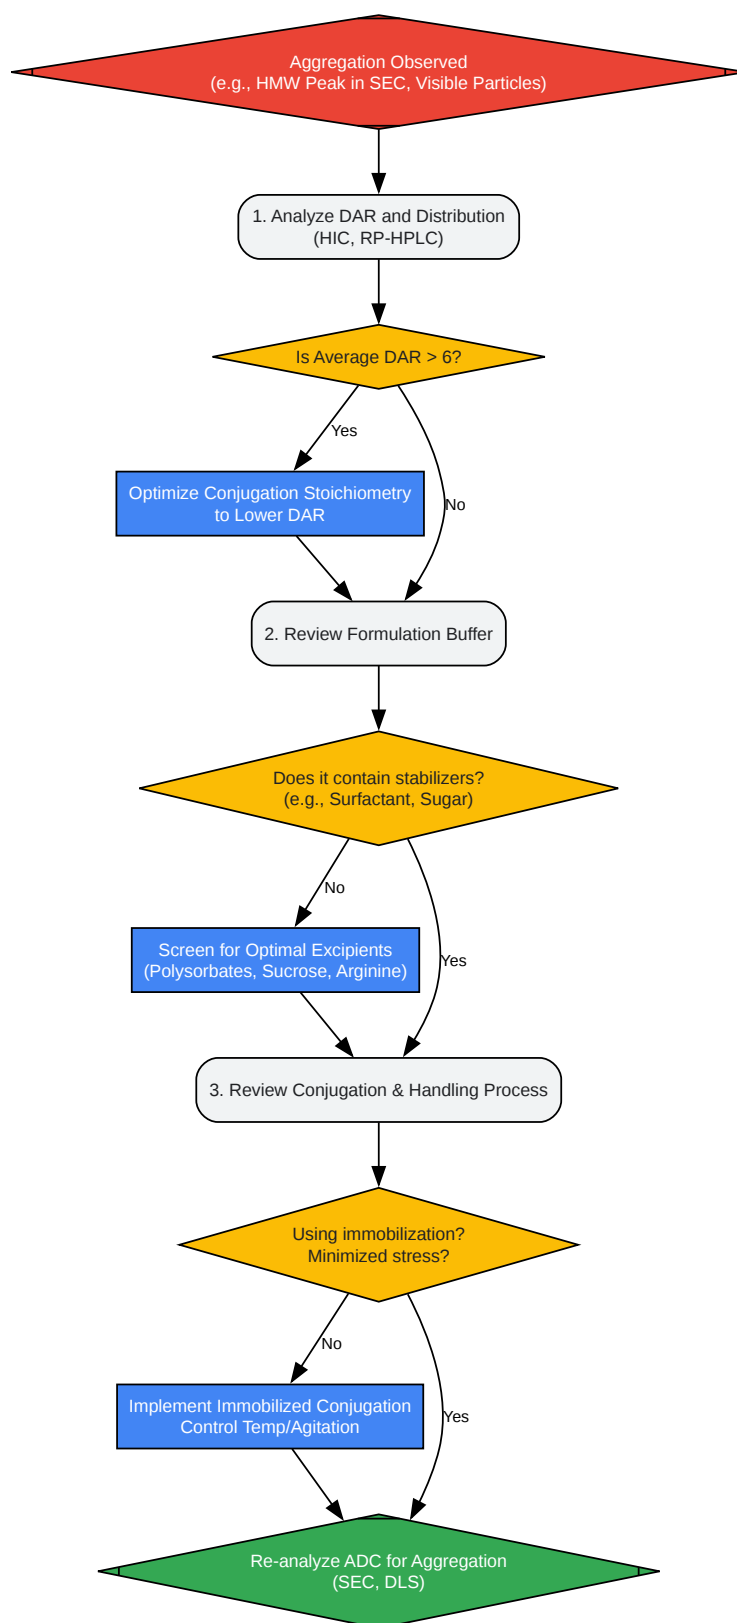 Aggregation Observed
(e.g., HMW Peak in SEC, Visible Particles)
1. Analyze DAR and Distribution
(HIC, RP-HPLC)
Is Average DAR > 6?
Yes
Optimize Conjugation Stoichiometry
to Lower DAR
No
2. Review Formulation Buffer
Does it contain stabilizers?
(e.g., Surfactant, Sugar)
No
Screen for Optimal Excipients
(Polysorbates, Sucrose, Arginine)
Yes
3. Review Conjugation & Handling Process
Using immobilization?
Minimized stress?
No
Implement Immobilized Conjugation
Control Temp/Agitation
Yes
Re-analyze ADC for Aggregation
(SEC, DLS)